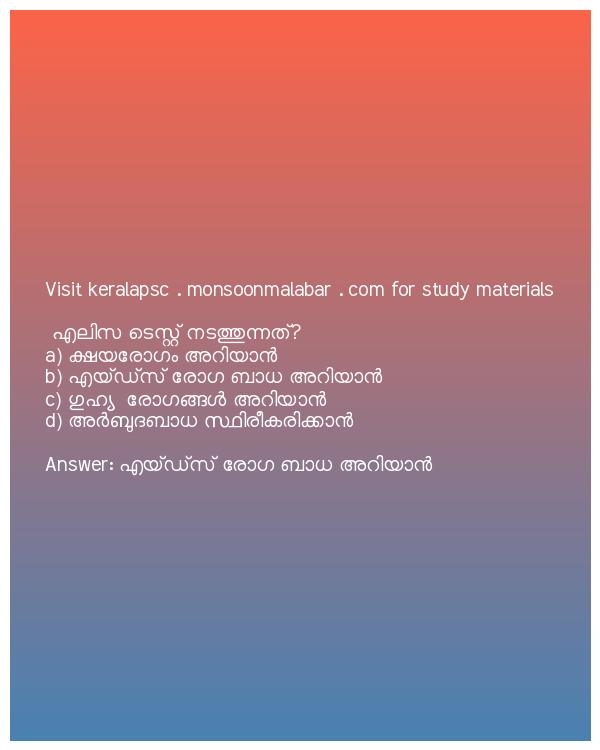 Visit keralapsc . monsoonmalabar . com for study materials
എലിസ ടെസ്റ്റ് നടത്തുന്നത്?
a) ക്ഷയരോഗം അറിയാൻ
b) എയ്ഡ്സ് രോഗ ബാധ അറിയാൻ
c) ഗുഹ്യ രോഗങ്ങൾ അറിയാൻ
d) അർബുദബാധ സ്ഥിരീകരിക്കാൻ
Answer: എയ്ഡ്സ് രോഗ ബാധ അറിയാൻ